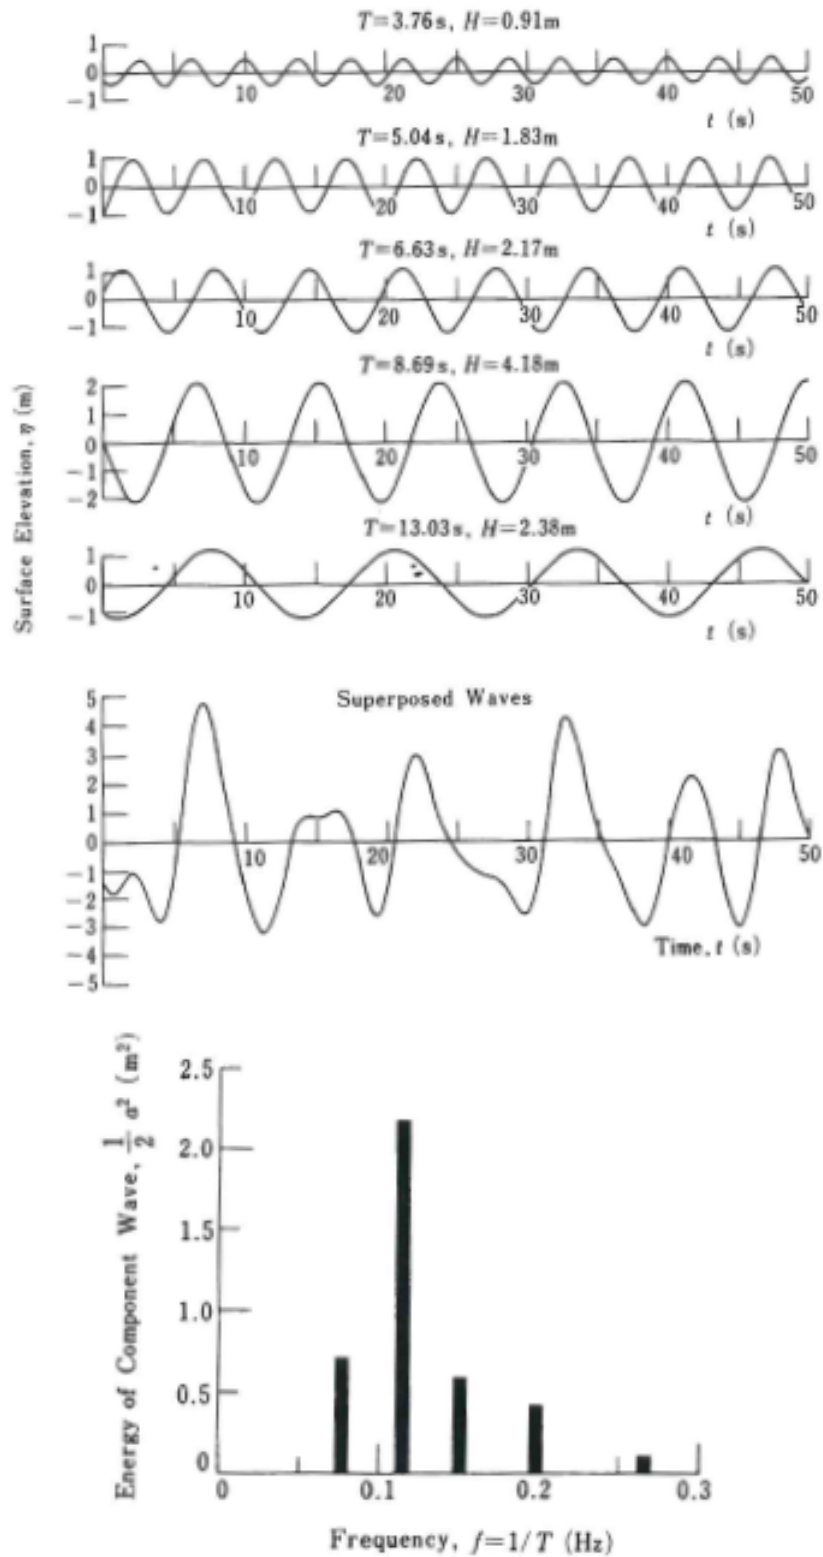 T=3.76s, H=0.91m
1
0
-1
10 20 30 40 50
t (s)
T=5.04s, H=1.83m
1
0
-1
10 20 30 40 50
t (s)
T=6.63s, H=2.17m
1
0
-1
10 20 30 40 50
t (s)
T=8.69s, H=4.18m
2
1
0
-1
-2
10 20 30 40 50
t (s)
T=13.03s, H=2.38m
1
0
-1
10 20 30 40 50
t (s)
Surface Elevation, η (m)
Superposed Waves
5
4
3
2
1
0
-1
-2
-3
-4
-5
10 20 30 40 50
Time, t (s)
Energy of Component Wave, 1/2 a² (m²)
2.5
2.0
1.5
1.0
0.5
0
0 0.1 0.2 0.3
Frequency, f=1/T (Hz)